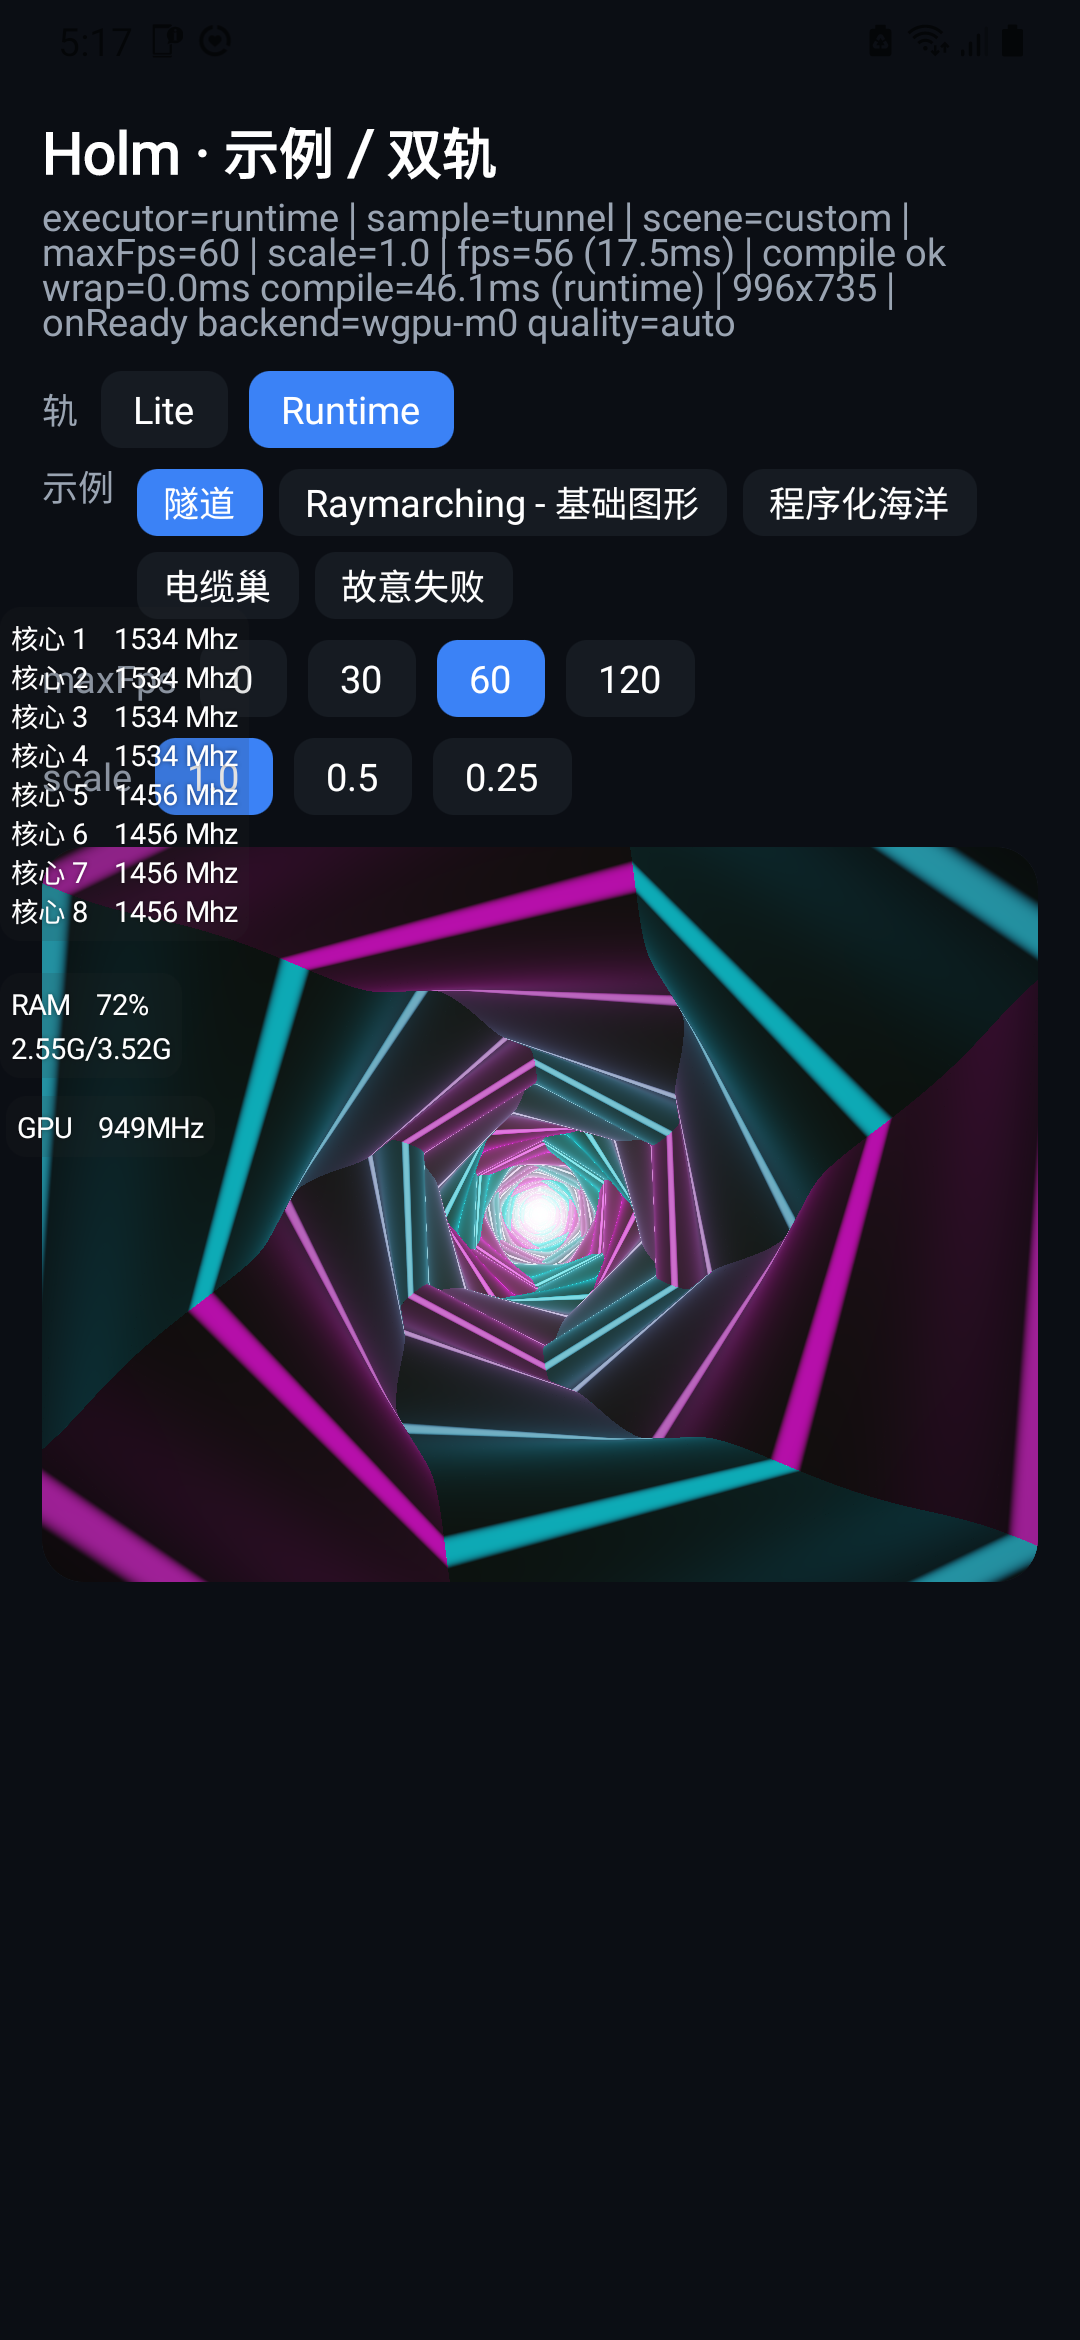 5:17
Holm · 示例 / 双轨
executor=runtime | sample=tunnel | scene=custom |
maxFps=60 | scale=1.0 | fps=56 (17.5ms) | compile ok
wrap=0.0ms compile=46.1ms (runtime) | 996x735 |
onReady backend=wgpu-m0 quality=auto
轨 Lite Runtime
示例 隧道 Raymarching - 基础图形 程序化海洋
电缆巢 故意失败
核心 1 1534 Mhz
核心 2 1534 Mhz
maxFps 0 30 60 120
核心 3 1534 Mhz
核心 4 1534 Mhz
scale 1.0 0.5 0.25
核心 5 1456 Mhz
核心 6 1456 Mhz
核心 7 1456 Mhz
核心 8 1456 Mhz
RAM 72%
2.55G/3.52G
GPU 949MHz